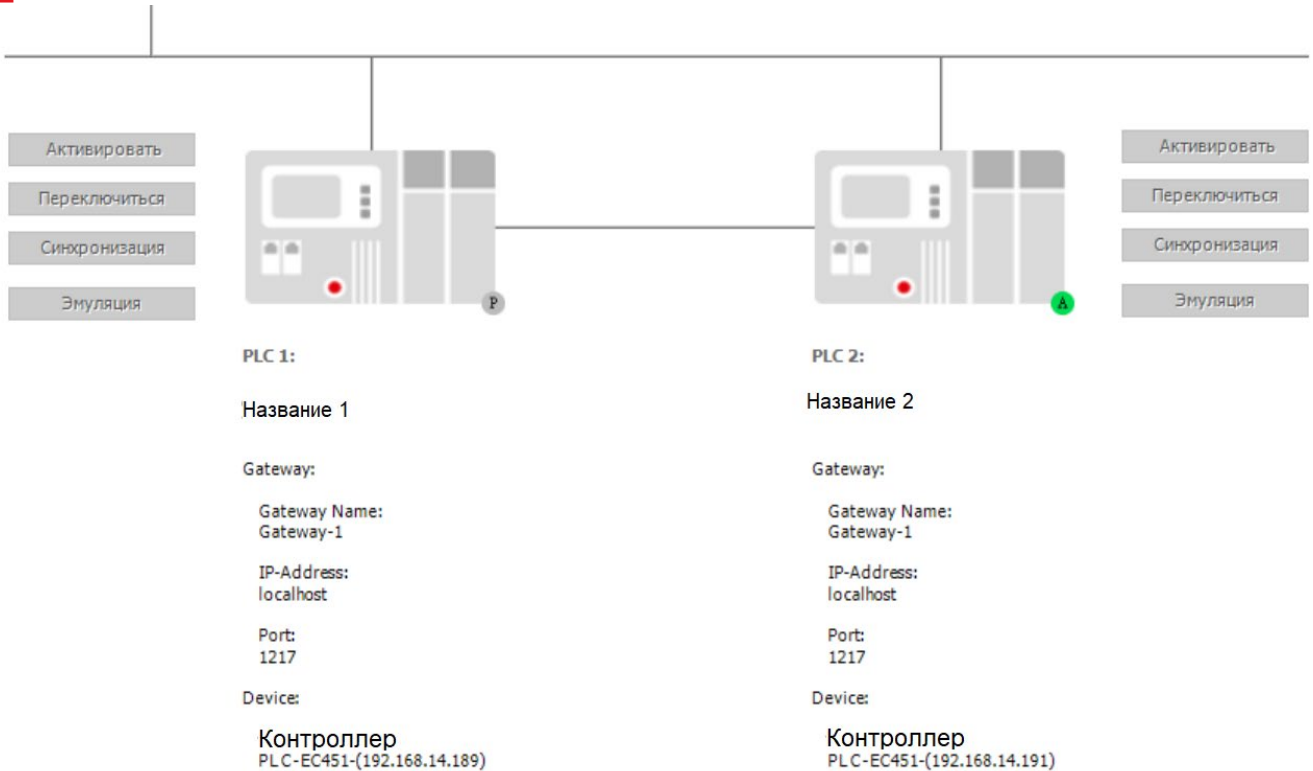 Активировать
Переключиться
Синхронизация
Эмуляция
P
PLC 1:
Название 1
Gateway:
Gateway Name:
Gateway-1
IP-Address:
localhost
Port:
1217
Device:
Контроллер
PLC-EC451-(192.168.14.189)
A
PLC 2:
Название 2
Gateway:
Gateway Name:
Gateway-1
IP-Address:
localhost
Port:
1217
Device:
Контроллер
PLC-EC451-(192.168.14.191)
Активировать
Переключиться
Синхронизация
Эмуляция